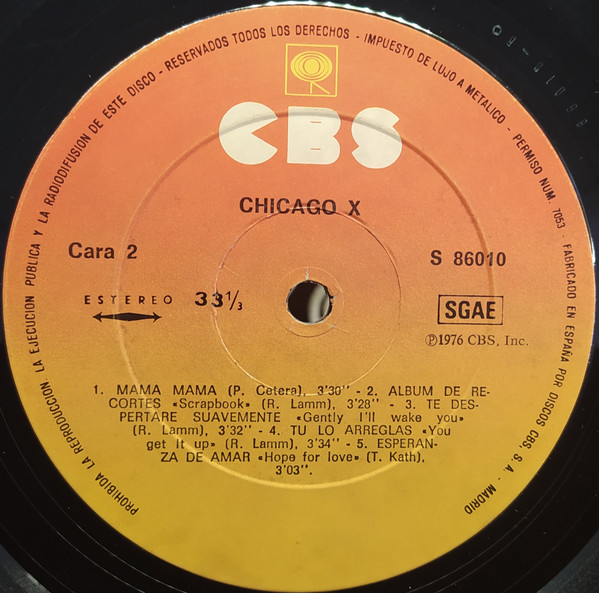 PROHIBIDA LA REPRODUCCION, LA EJECUCION PUBLICA Y LA RADIODIFUSION DE ESTE DISCO - RESERVADOS TODOS LOS DERECHOS - IMPUESTO DE LUJO A METALICO - PERMISO NUM. 7053 - FABRICADO EN ESPAÑA POR DISCOS CBS, S. A. - MADRID
CBS
CHICAGO X
Cara 2
S 86010
ESTEREO 33 1/3
SGAE
Ⓟ1976 CBS, Inc.
1. MAMA MAMA (P. Cetera), 3'30'' - 2. ALBUM DE RE-
CORTES «Scrapbook» (R. Lamm), 3'28'' - 3. TE DES-
PERTARE SUAVEMENTE «Gently I'll wake you»
(R. Lamm), 3'32'' - 4. TU LO ARREGLAS «You
get it up» (R. Lamm), 3'34'' - 5. ESPERAN-
ZA DE AMAR «Hope for love» (T. Kath),
3'03''.